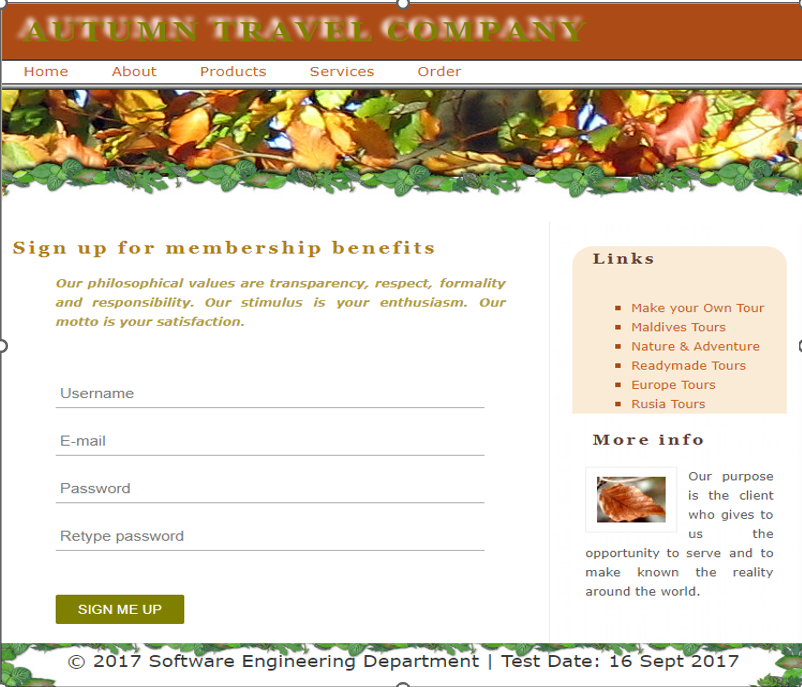 AUTUMN TRAVEL COMPANY
Home About Products Services Order
Sign up for membership benefits
Our philosophical values are transparency, respect, formality
and responsibility. Our stimulus is your enthusiasm. Our
motto is your satisfaction.
Username
E-mail
Password
Retype password
SIGN ME UP
Links
Make your Own Tour
Maldives Tours
Nature & Adventure
Readymade Tours
Europe Tours
Rusia Tours
More info
Our purpose
is the client
who gives to
us the
opportunity to serve and to
make known the reality
around the world.
© 2017 Software Engineering Department | Test Date: 16 Sept 2017